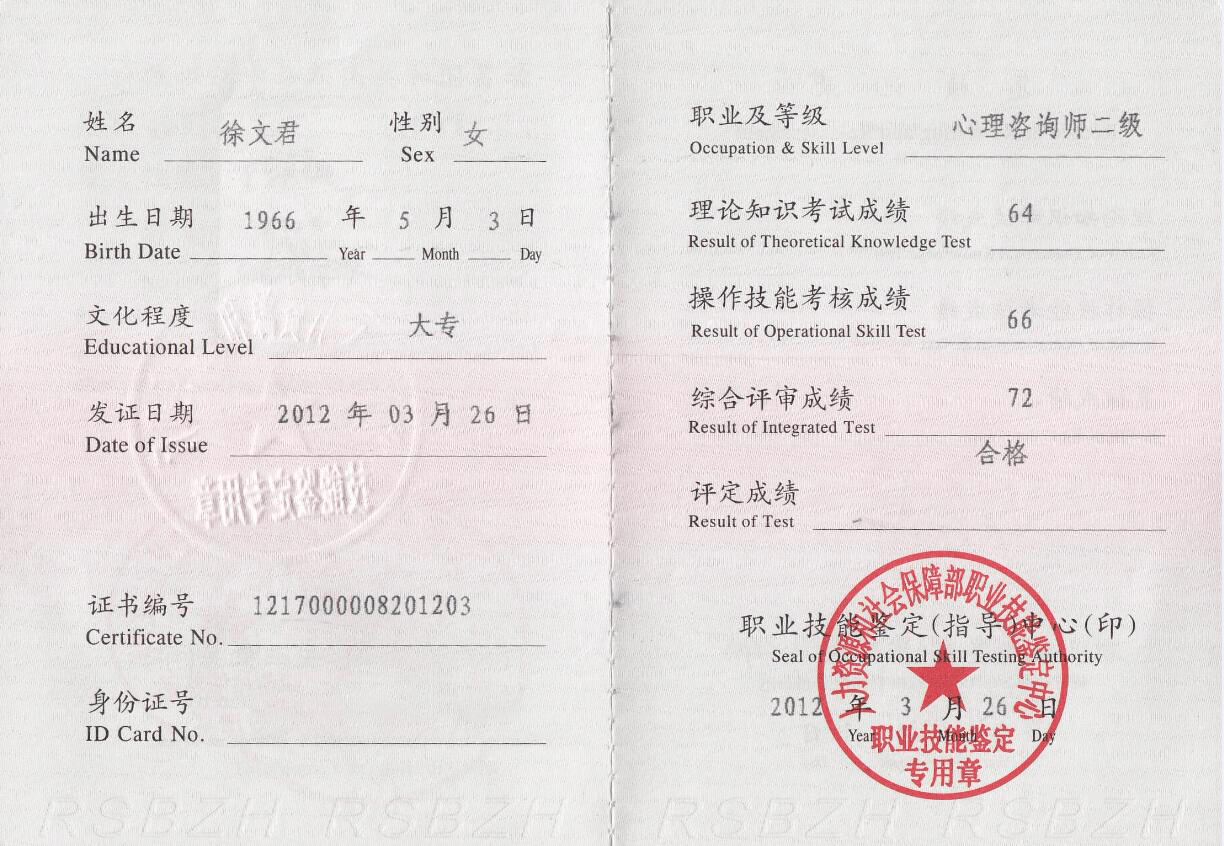 姓名 徐文君 性别 女
Name Sex
出生日期 1966 年 5 月 3 日
Birth Date Year Month Day
文化程度 大专
Educational Level
发证日期 2012 年 03 月 26 日
Date of Issue
技能鉴定专用章
证书编号 1217000008201203
Certificate No.
身份证号
ID Card No.
职业及等级 心理咨询师二级
Occupation & Skill Level
理论知识考试成绩 64
Result of Theoretical Knowledge Test
操作技能考核成绩 66
Result of Operational Skill Test
综合评审成绩 72
Result of Integrated Test
合格
评定成绩
Result of Test
职业技能鉴定(指导)中心(印)
Seal of Occupational Skill Testing Authority
2012 年 3 月 26 日
Year Month Day
人力资源和社会保障部职业技能鉴定中心
职业技能鉴定
专用章
RSBZH RSBZH RSBZH RSBZH